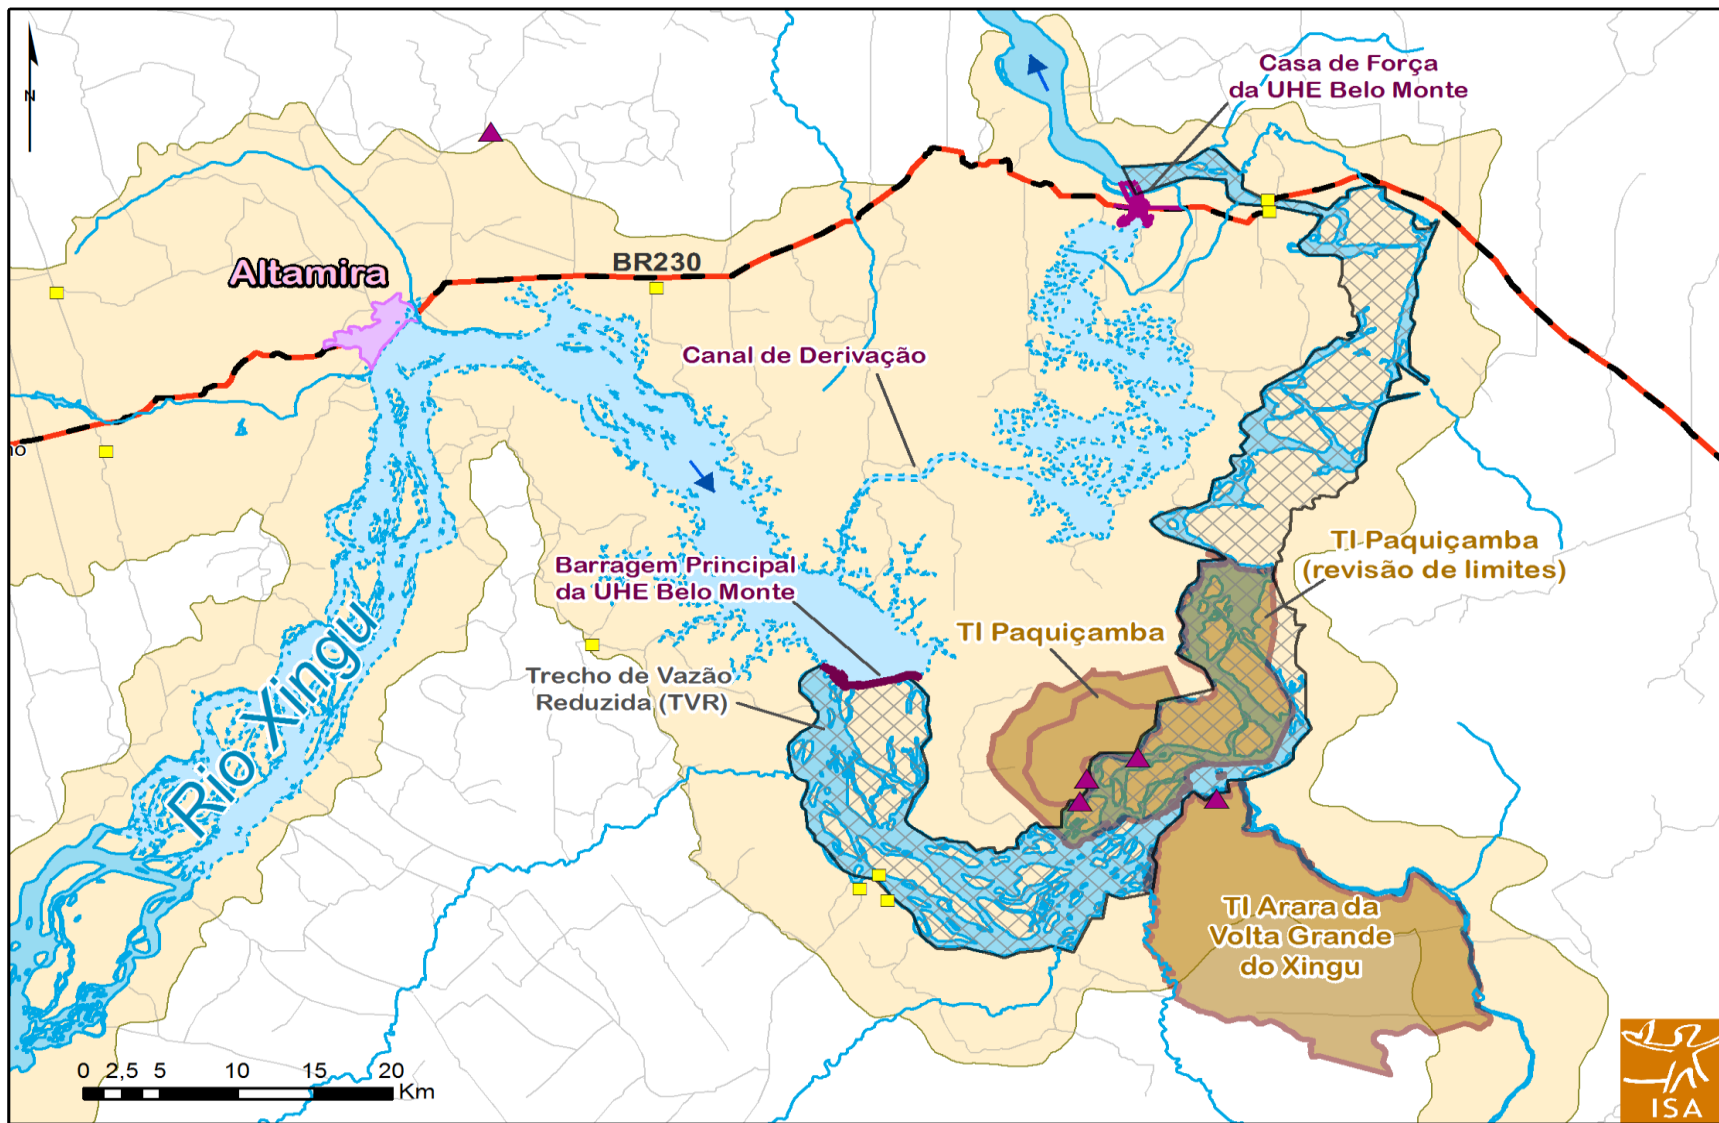 N
Casa de Força
da UHE Belo Monte
Altamira
BR230
Canal de Derivação
TI Paquiçamba
(revisão de limites)
Barragem Principal
da UHE Belo Monte
TI Paquiçamba
Trecho de Vazão
Reduzida (TVR)
Rio Xingu
TI Arara da
Volta Grande
do Xingu
0 2,5 5 10 15 20
Km
ISA